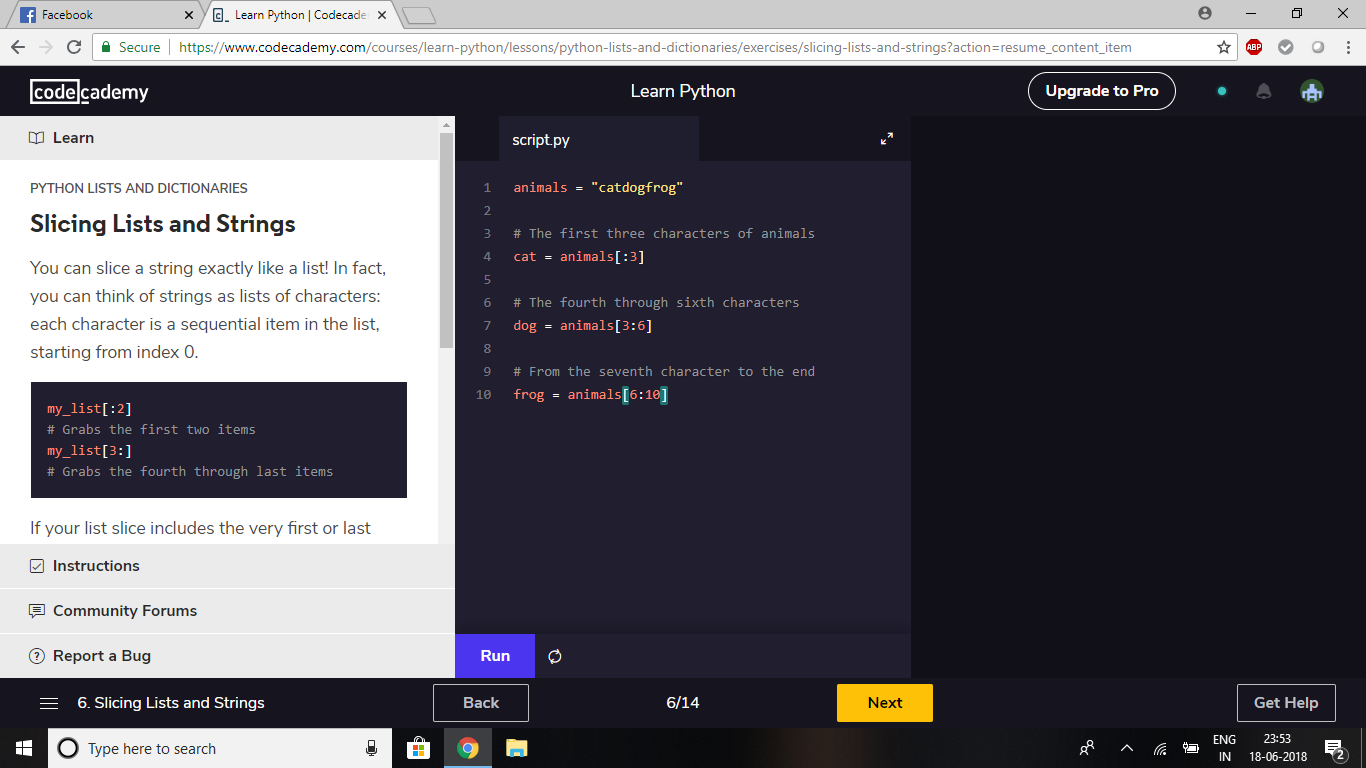 Facebook
Learn Python | Codecade
Secure
https://www.codecademy.com/courses/learn-python/lessons/python-lists-and-dictionaries/exercises/slicing-lists-and-strings?action=resume_content_item
ABP
codecademy
Learn Python
Upgrade to Pro
Learn
PYTHON LISTS AND DICTIONARIES
Slicing Lists and Strings
You can slice a string exactly like a list! In fact,
you can think of strings as lists of characters:
each character is a sequential item in the list,
starting from index 0.
my_list[:2]
# Grabs the first two items
my_list[3:]
# Grabs the fourth through last items
If your list slice includes the very first or last
Instructions
Community Forums
Report a Bug
script.py
1 animals = "catdogfrog"
2
3 # The first three characters of animals
4 cat = animals[:3]
5
6 # The fourth through sixth characters
7 dog = animals[3:6]
8
9 # From the seventh character to the end
10 frog = animals[6:10]
Run
6. Slicing Lists and Strings
Back
6/14
Next
Get Help
Type here to search
ENG
IN
23:53
18-06-2018
2